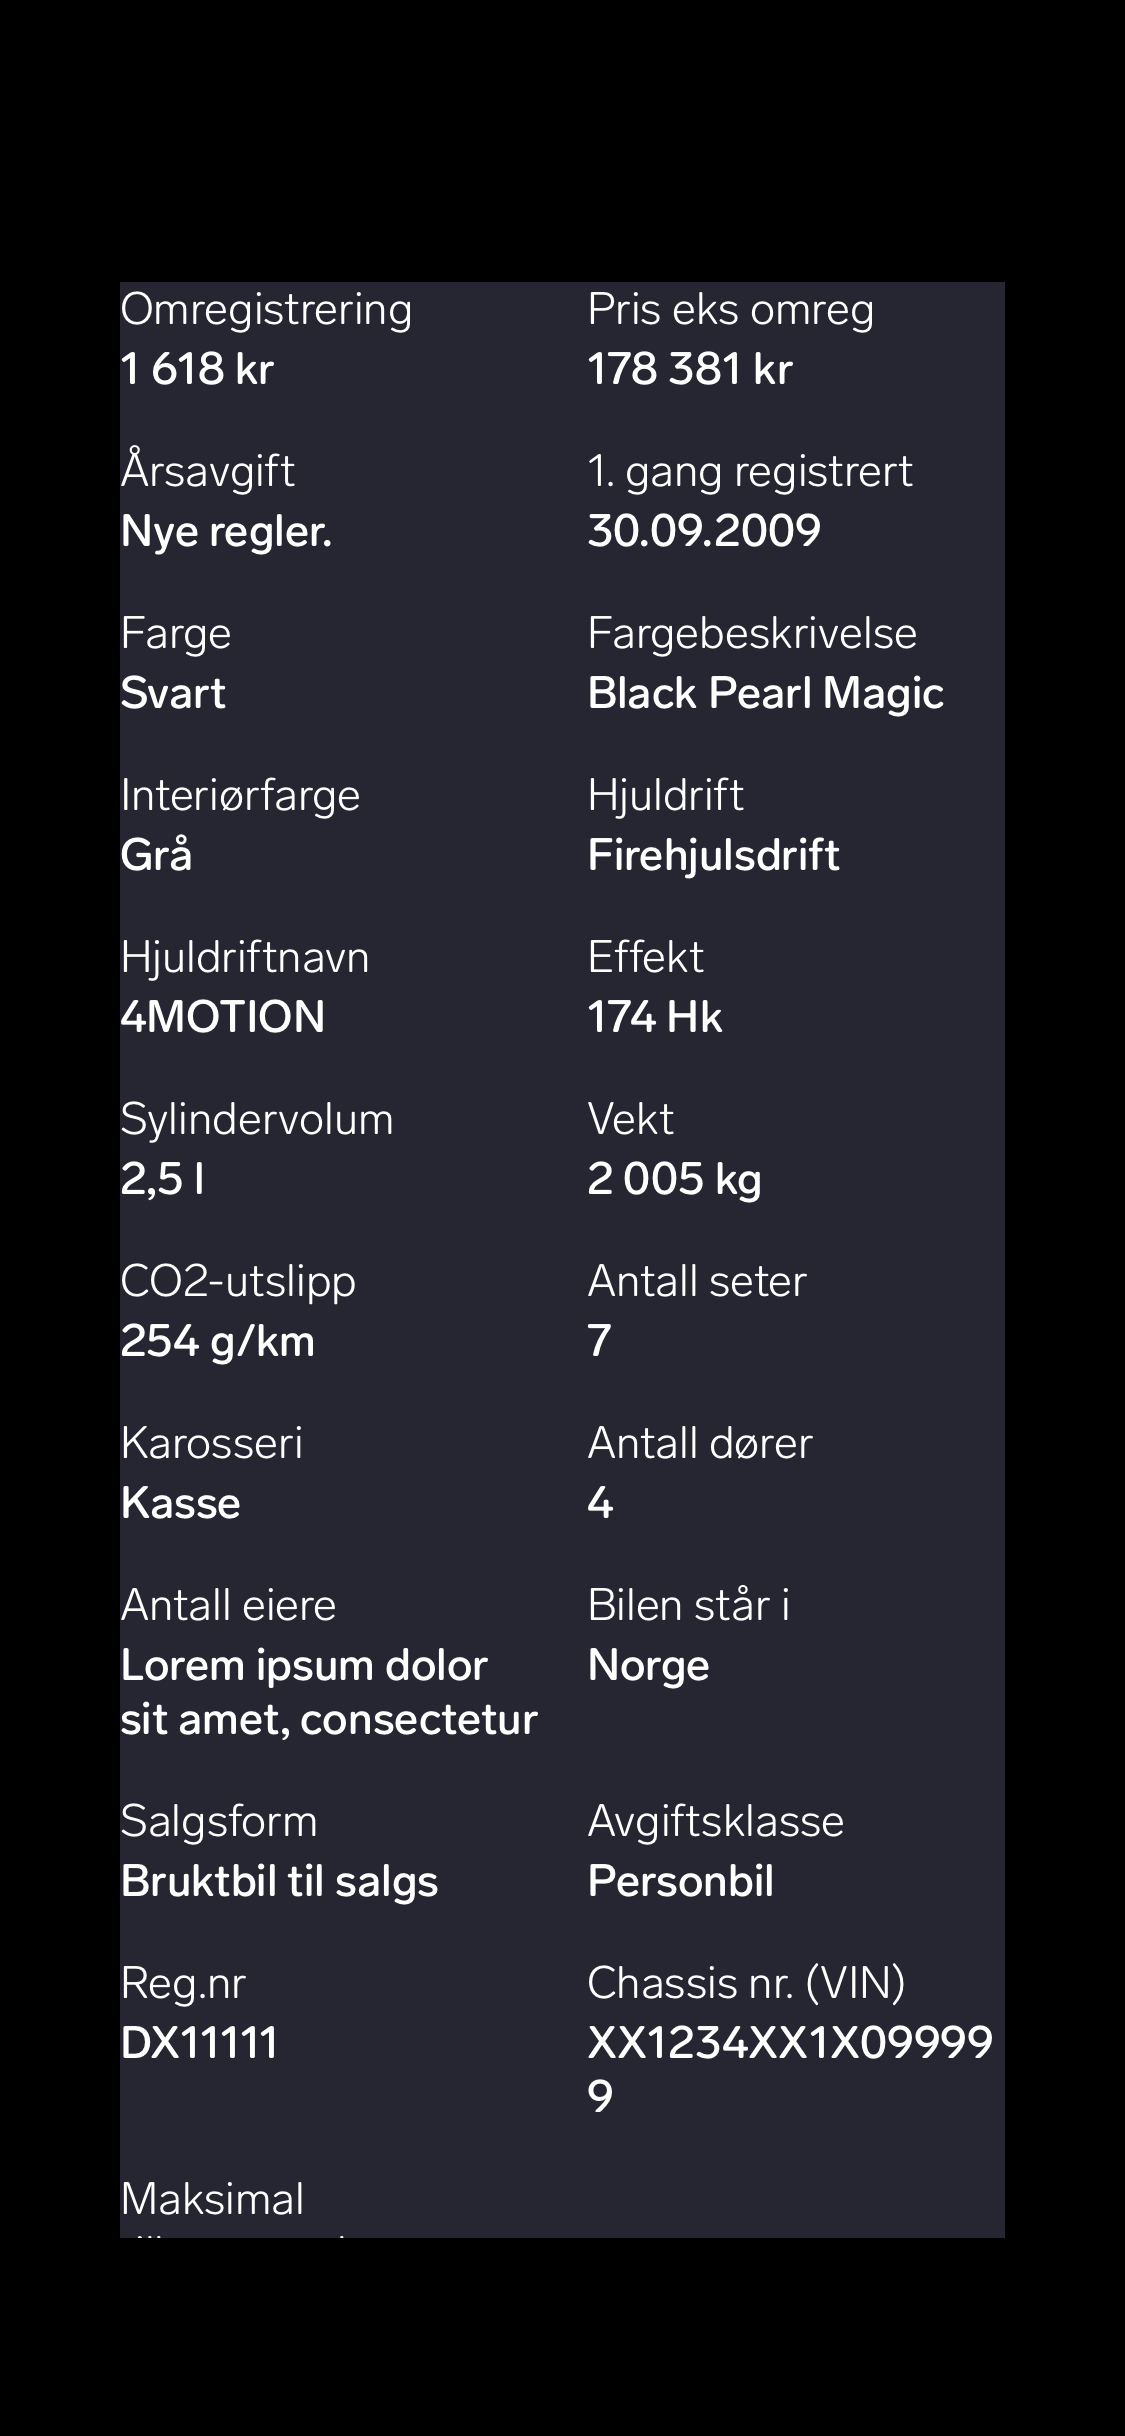 Omregistrering
1 618 kr
Pris eks omreg
178 381 kr
Årsavgift
Nye regler.
1. gang registrert
30.09.2009
Farge
Svart
Fargebeskrivelse
Black Pearl Magic
Interiørfarge
Grå
Hjuldrift
Firehjulsdrift
Hjuldriftnavn
4MOTION
Effekt
174 Hk
Sylindervolum
2,5 l
Vekt
2 005 kg
CO2-utslipp
254 g/km
Antall seter
7
Karosseri
Kasse
Antall dører
4
Antall eiere
Lorem ipsum dolor
sit amet, consectetur
Bilen står i
Norge
Salgsform
Bruktbil til salgs
Avgiftsklasse
Personbil
Reg.nr
DX11111
Chassis nr. (VIN)
XX1234XX1X09999
9
Maksimal